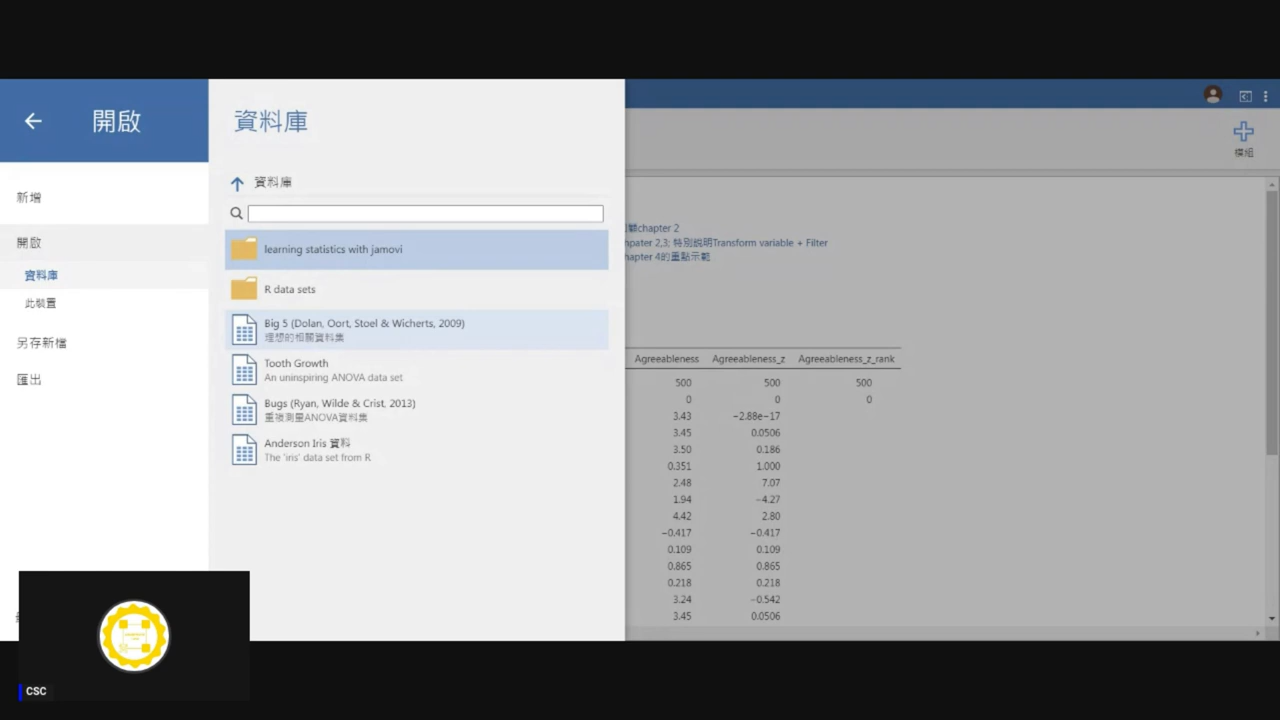 開啟
新增
開啟
資料庫
此裝置
另存新檔
匯出
資料庫
資料庫
learning statistics with jamovi
R data sets
Big 5 (Dolan, Oort, Stoel & Wicherts, 2009)
理想的相關資料集
Tooth Growth
An uninspiring ANOVA data set
Bugs (Ryan, Wilde & Crist, 2013)
重複測量ANOVA資料集
Anderson Iris 資料
The 'iris' data set from R
模組
chapter 2
hpater 2,3; 特別說明Transform variable + Filter
hapter 4的重點示範
Agreeableness Agreeableness_z Agreeableness_z_rank
500 500 500
0 0 0
3.43 −2.88e−17
3.45 0.0506
3.50 0.186
0.351 1.000
2.48 7.07
1.94 −4.27
4.42 2.80
−0.417 −0.417
0.109 0.109
0.865 0.865
0.218 0.218
3.24 −0.542
3.45 0.0506
CSC